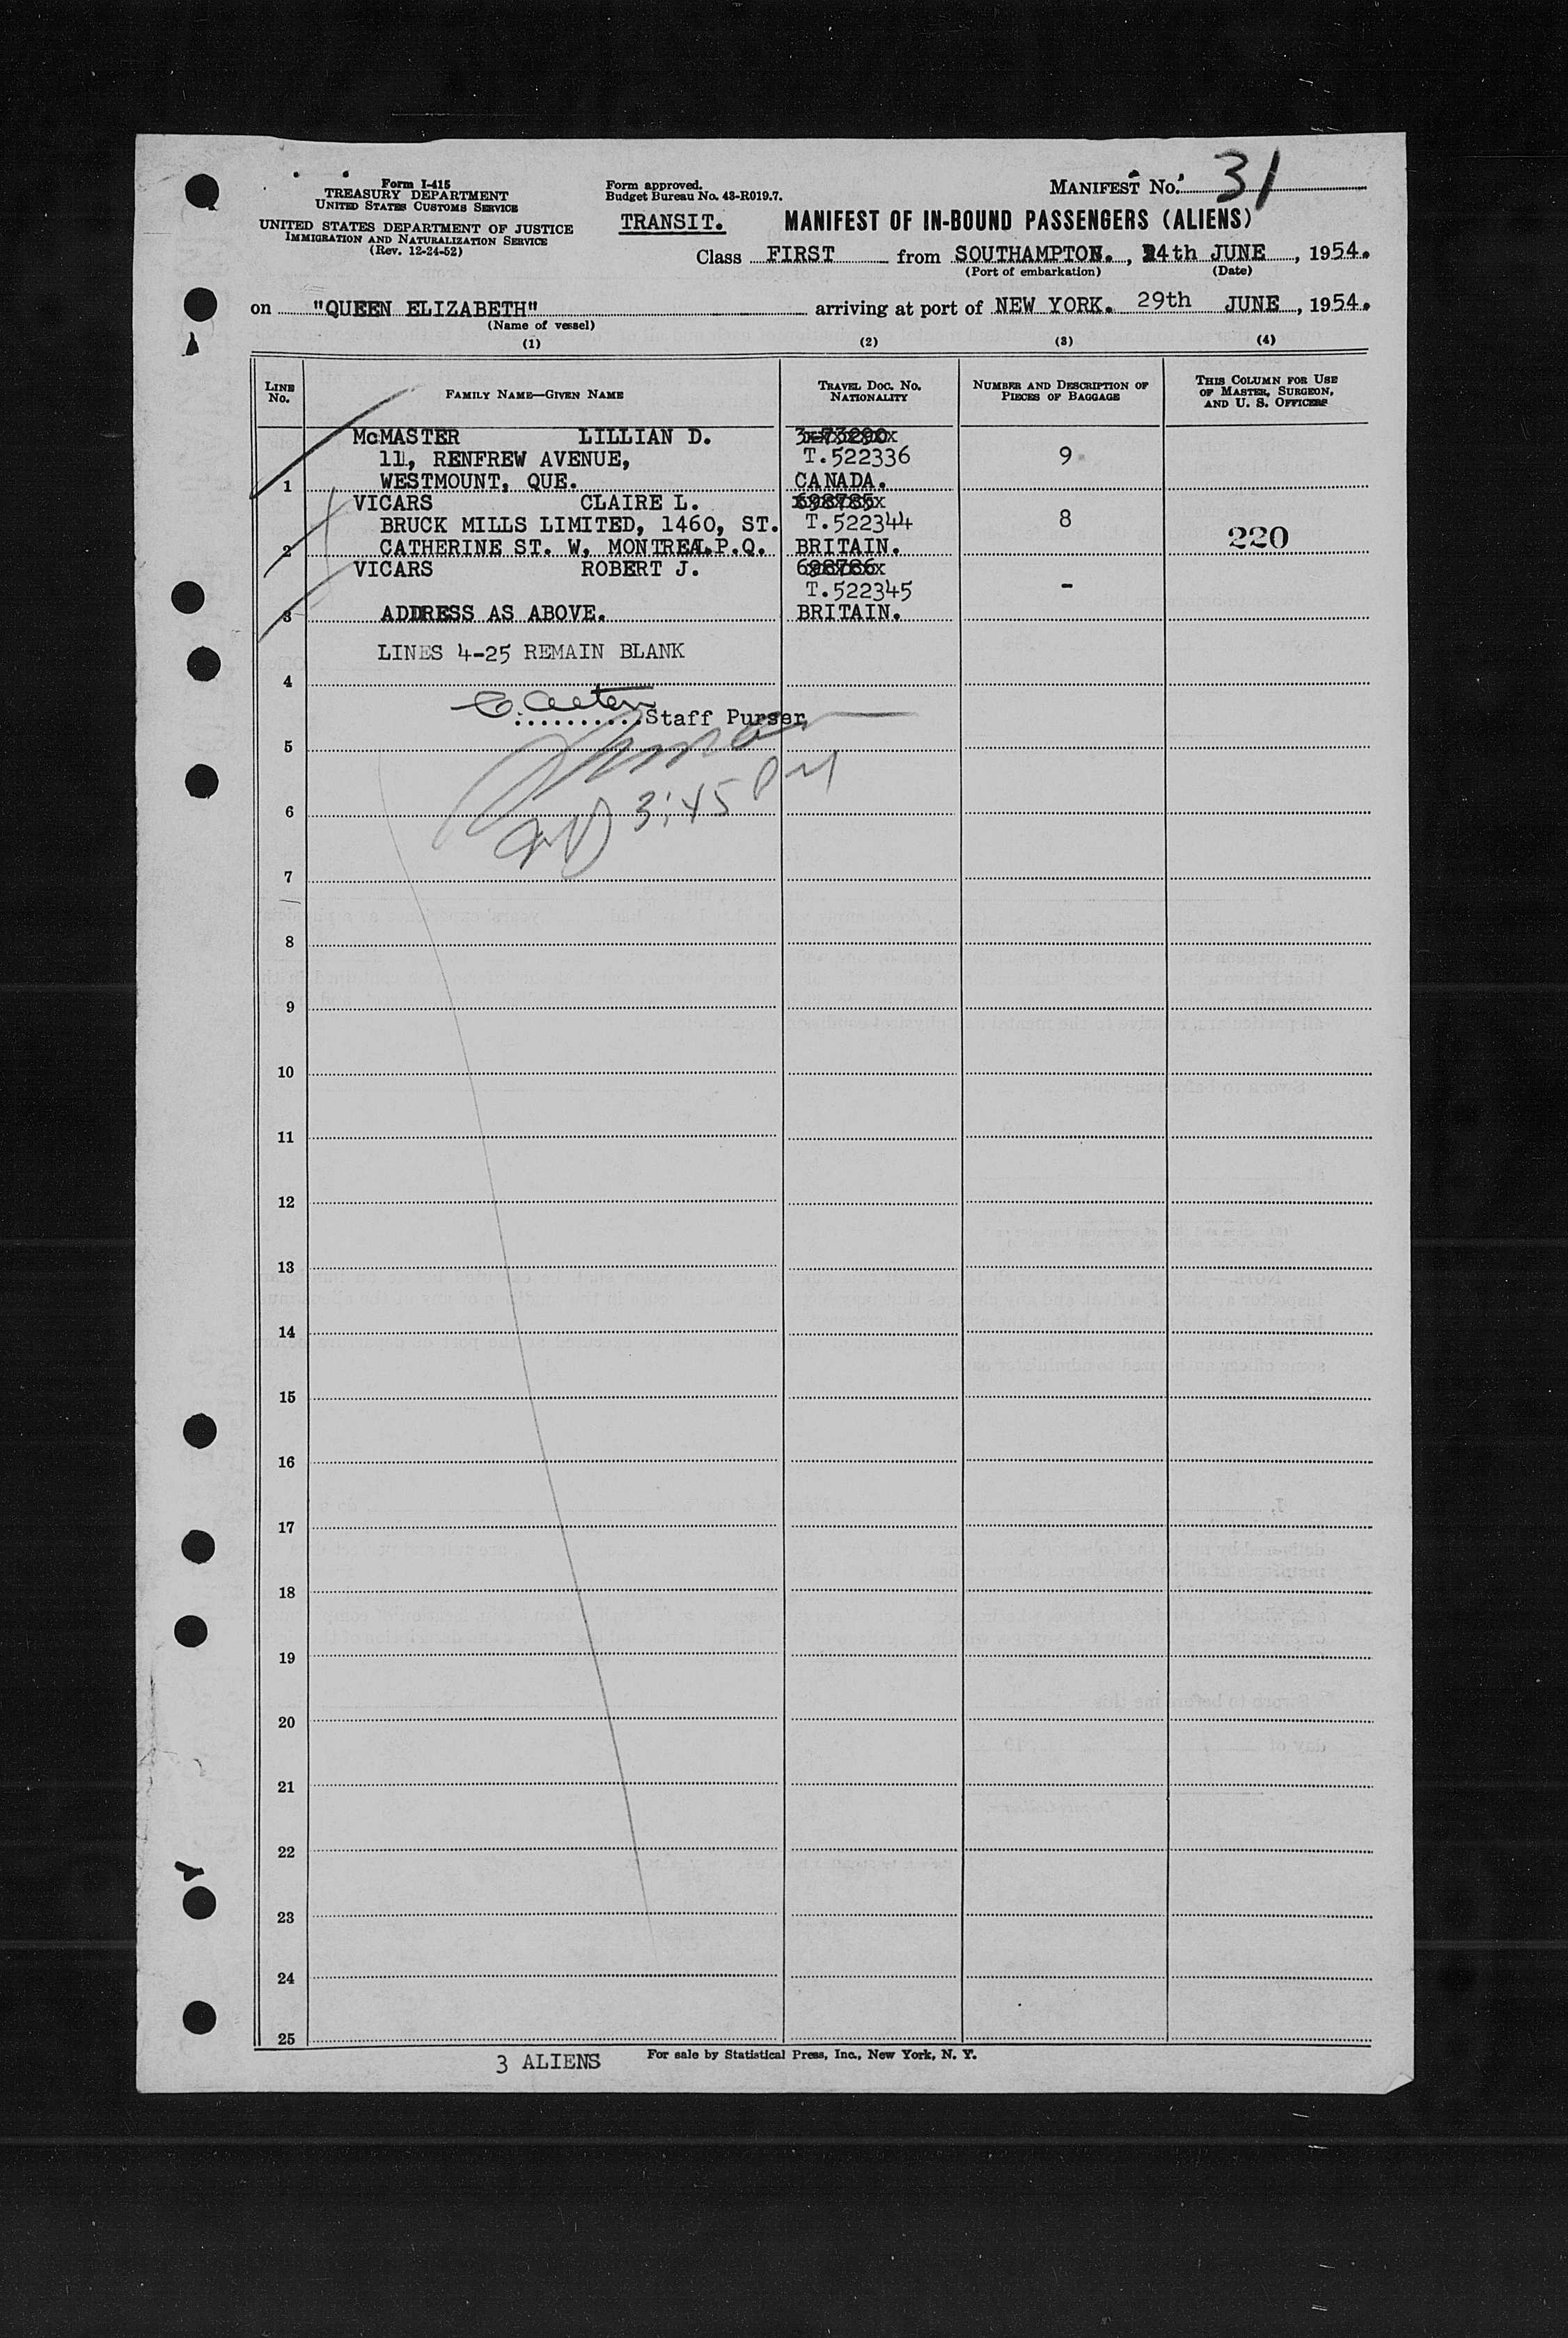 Form I-415
TREASURY DEPARTMENT
UNITED STATES CUSTOMS SERVICE
UNITED STATES DEPARTMENT OF JUSTICE
IMMIGRATION AND NATURALIZATION SERVICE
(Rev. 12-24-52)
Form approved.
Budget Bureau No. 43-R019.7.
MANIFEST No. 31
TRANSIT. MANIFEST OF IN-BOUND PASSENGERS (ALIENS)
Class FIRST from SOUTHAMPTON. , 24th JUNE , 1954.
(Port of embarkation) (Date)
on "QUEEN ELIZABETH" arriving at port of NEW YORK. 29th JUNE , 1954.
(Name of vessel)
(1) (2) (3) (4)
LINE No. FAMILY NAME—GIVEN NAME TRAVEL DOC. No. NATIONALITY NUMBER AND DESCRIPTION OF PIECES OF BAGGAGE THIS COLUMN FOR USE OF MASTER, SURGEON, AND U. S. OFFICERS
McMASTER LILLIAN D. 3-73290
11, RENFREW AVENUE, T.522336 9
1 WESTMOUNT, QUE. CANADA.
VICARS CLAIRE L. 698785
BRUCK MILLS LIMITED, 1460, ST. T.522344 8
2 CATHERINE ST. W, MONTREAL.P.Q. BRITAIN. 220
VICARS ROBERT J. 698786
T.522345 -
3 ADDRESS AS ABOVE. BRITAIN.
LINES 4-25 REMAIN BLANK
4
..........Staff Purser
5
3:45 PM
6
7
8
9
10
11
12
13
14
15
16
17
18
19
20
21
22
23
24
25
3 ALIENS For sale by Statistical Press, Inc., New York, N. Y.